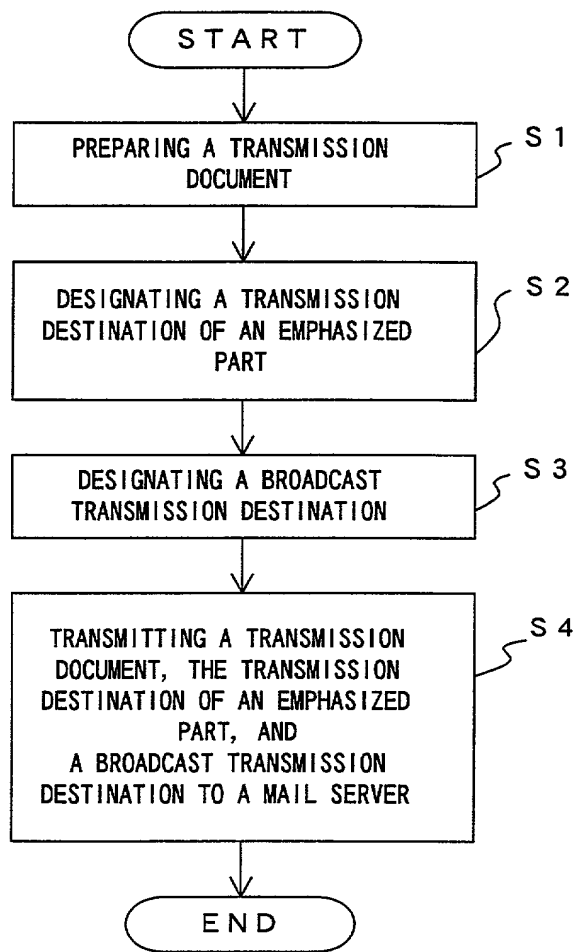 START
PREPARING A TRANSMISSION
DOCUMENT
S1
DESIGNATING A TRANSMISSION
DESTINATION OF AN EMPHASIZED
PART
S2
DESIGNATING A BROADCAST
TRANSMISSION DESTINATION
S3
TRANSMITTING A TRANSMISSION
DOCUMENT, THE TRANSMISSION
DESTINATION OF AN EMPHASIZED
PART, AND
A BROADCAST TRANSMISSION
DESTINATION TO A MAIL SERVER
S4
END